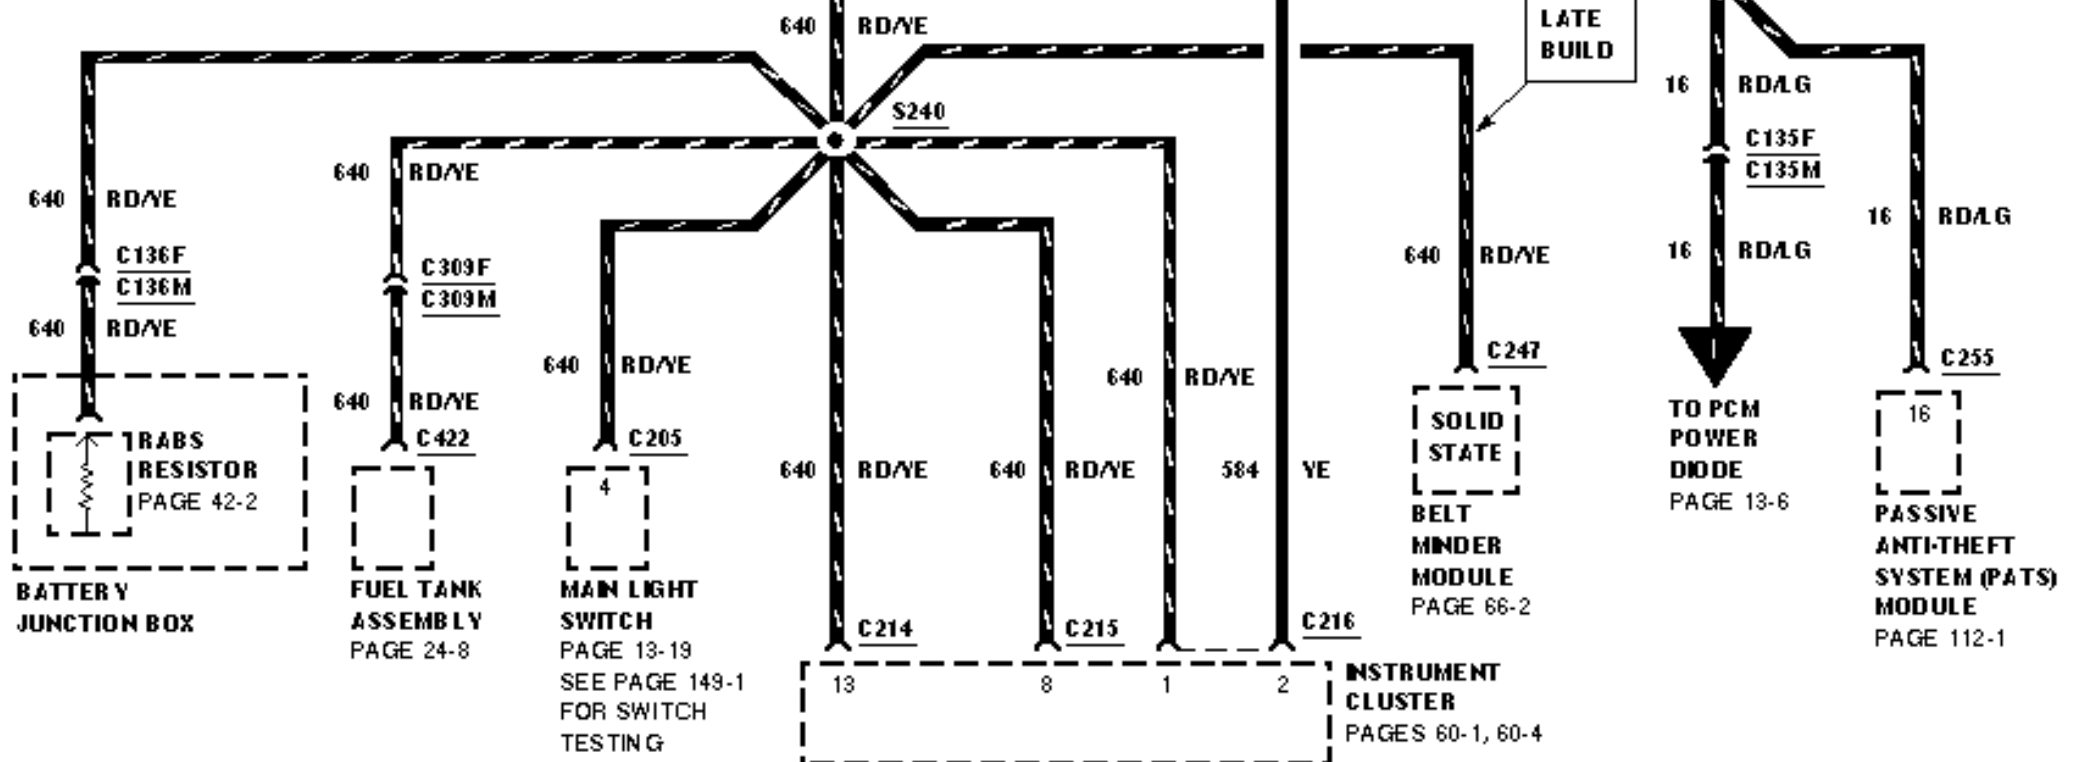 640 RD/YE
LATE
BUILD
16 RD/LG
S240
C135F
C135M
640 RD/YE
640 RD/YE
16 RD/LG
16 RD/LG
C136F
C136M
C309F
C309M
640 RD/YE
640 RD/YE
C247
C255
640 RD/YE
640 RD/YE
640 RD/YE
C422
C205
RABS
RESISTOR
PAGE 42-2
4
640 RD/YE
640 RD/YE
584 YE
SOLID
STATE
TO PCM
POWER
DIODE
PAGE 13-6
16
BATTERY
JUNCTION BOX
FUEL TANK
ASSEMBLY
PAGE 24-8
MAIN LIGHT
SWITCH
PAGE 13-19
SEE PAGE 149-1
FOR SWITCH
TESTING
C214
C215
C216
BELT
MINDER
MODULE
PAGE 66-2
PASSIVE
ANTI-THEFT
SYSTEM (PATS)
MODULE
PAGE 112-1
13 8 1 2
INSTRUMENT
CLUSTER
PAGES 60-1, 60-4